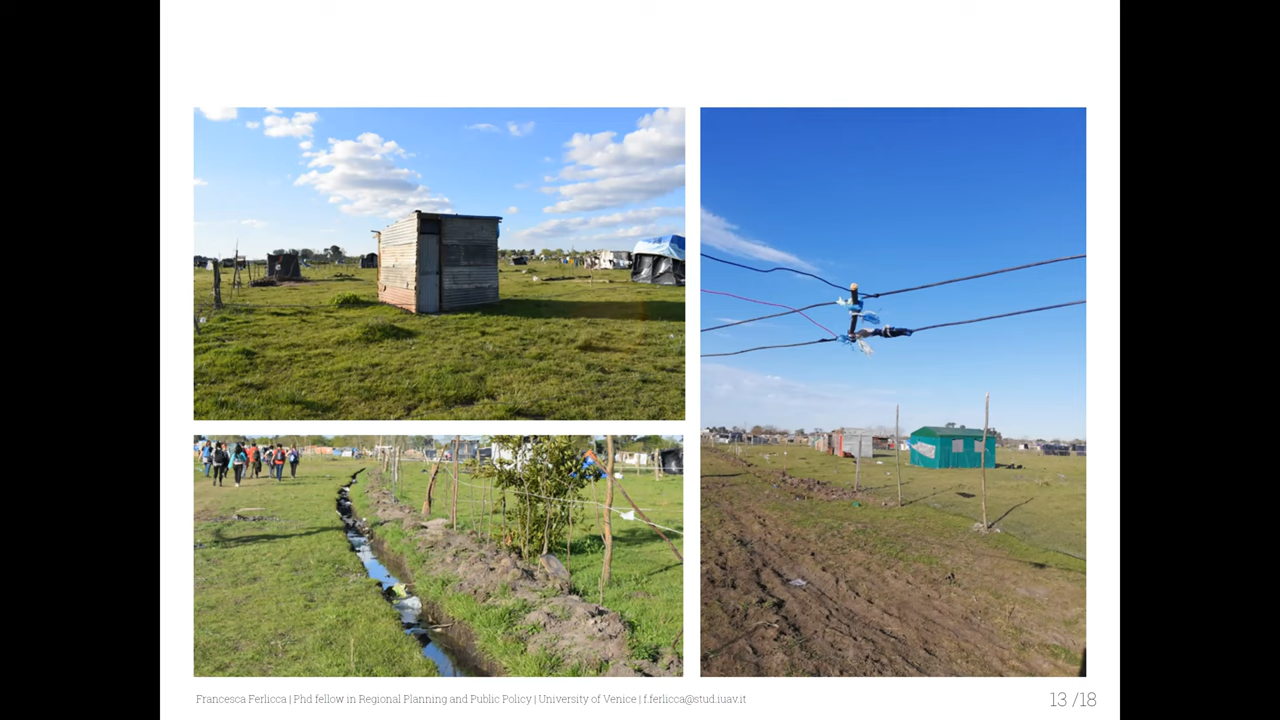 Francesca Ferlicca | Phd fellow in Regional Planning and Public Policy | University of Venice | f.ferlicca@stud.iuav.it
13 /18